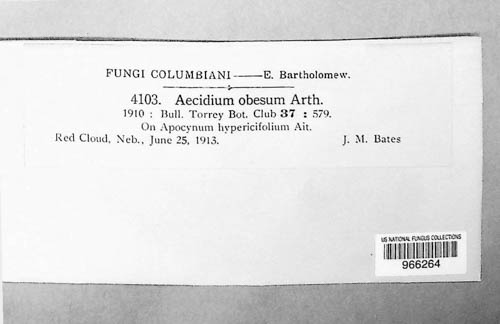 FUNGI COLUMBIANI——E. Bartholomew.
4103. Aecidium obesum Arth.
1910 : Bull. Torrey Bot. Club 37 : 579.
On Apocynum hypericifolium Ait.
Red Cloud, Neb., June 25, 1913. J. M. Bates
US NATIONAL FUNGUS COLLECTIONS
966264